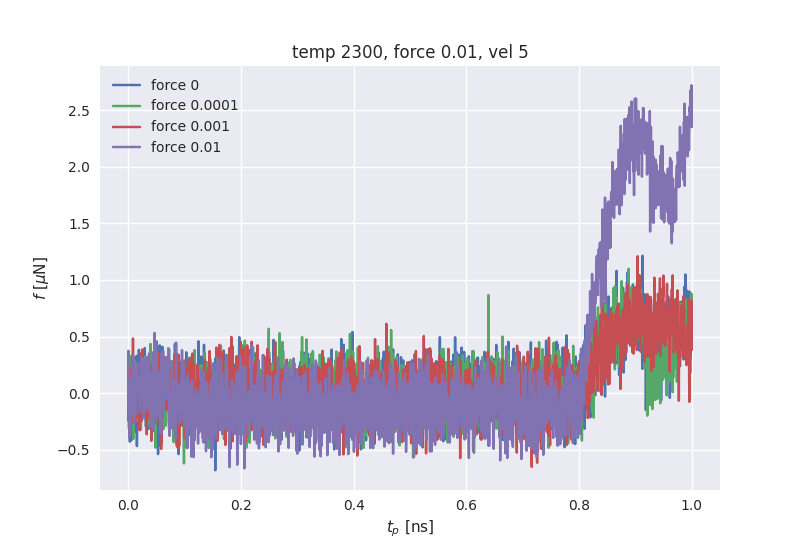 temp 2300, force 0.01, vel 5
force 0
force 0.0001
force 0.001
force 0.01
2.5
2.0
1.5
1.0
0.5
0.0
−0.5
f [μN]
0.0 0.2 0.4 0.6 0.8 1.0
tₚ [ns]